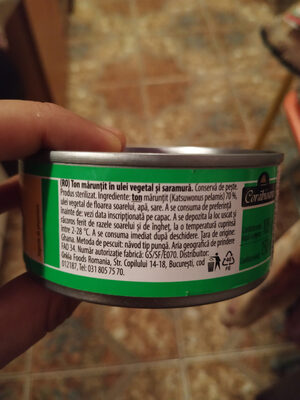 (RO) Ton mărunțit în ulei vegetal și saramură. Conservă de pește.
Produs sterilizat. Ingrediente: ton mărunțit (Katsuwonus pelamis) 70 %,
ulei vegetal de floarea soarelui, apă, sare. A se consuma de preferință
înainte de: vezi data inscripționată pe capac. A se depozita la loc uscat și
răcoros ferit de razele soarelui și de îngheț, la o temperatură cuprinsă
între 2-28 °C. A se consuma imediat după deschidere. Țara de origine:
Ghana. Metoda de pescuit: năvod tip pungă. Aria geografică de prindere
FAO 34. Număr autorizație fabrică: GS/SF/E070. Distribuit de
Orkla Foods Romania, Str. Copilului 14-18, București, cod
012187, Tel: 031 805 75 70.